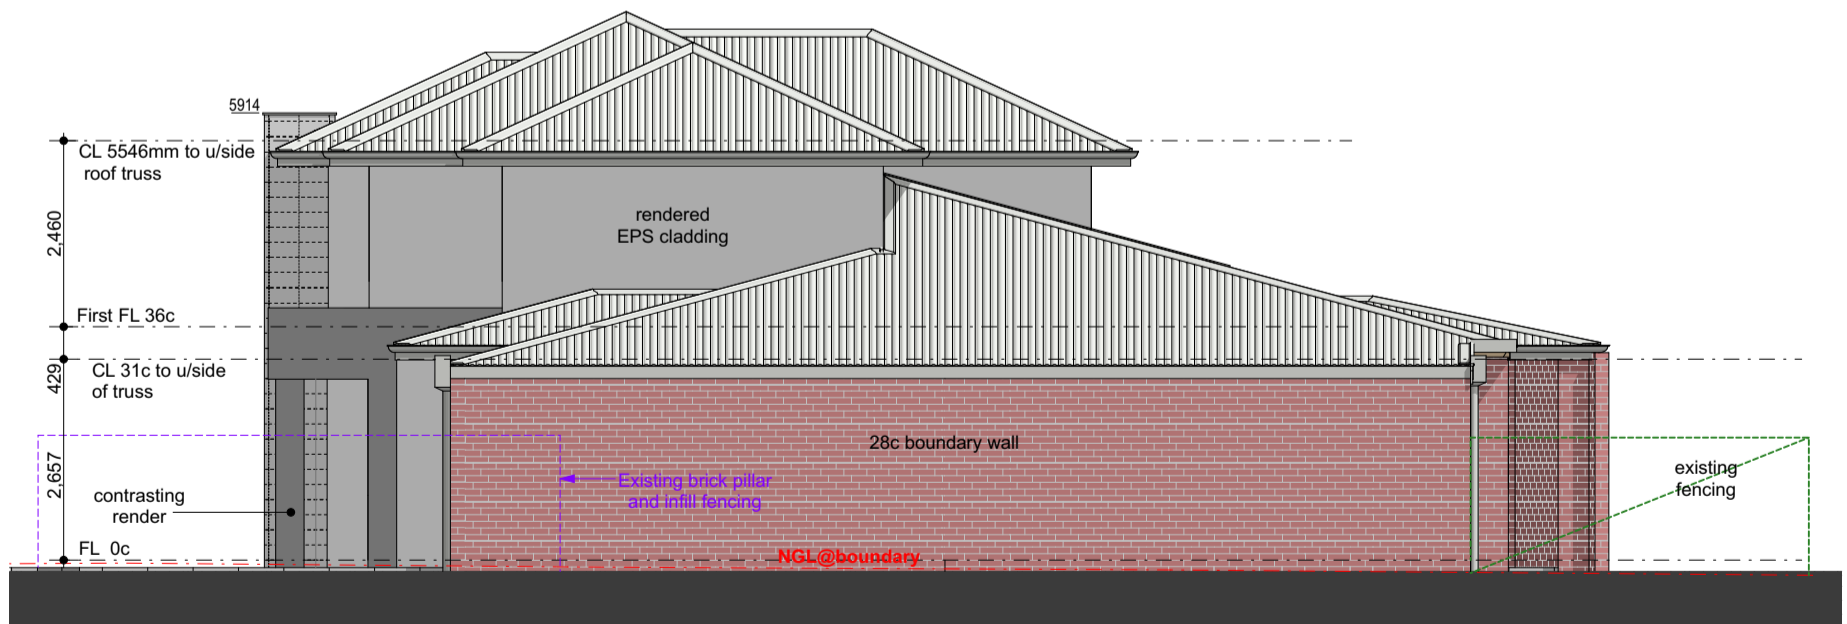 5914
CL 5546mm to u/side
roof truss
2,460
rendered
EPS cladding
First FL 36c
429
CL 31c to u/side
of truss
28c boundary wall
2,657
Existing brick pillar
and infill fencing
existing
fencing
contrasting
render
FL 0c
NGL@boundary